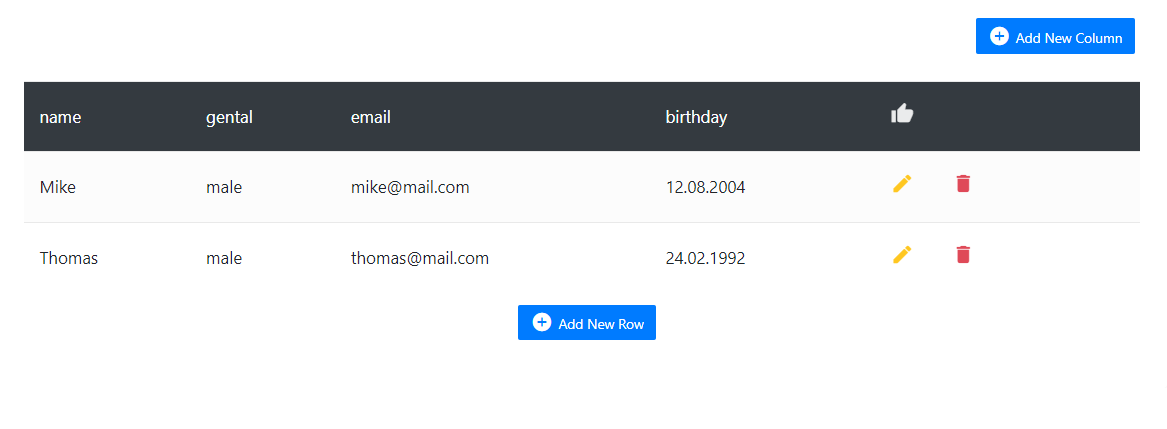 Add New Column
name gental email birthday
Mike male mike@mail.com 12.08.2004
Thomas male thomas@mail.com 24.02.1992
Add New Row